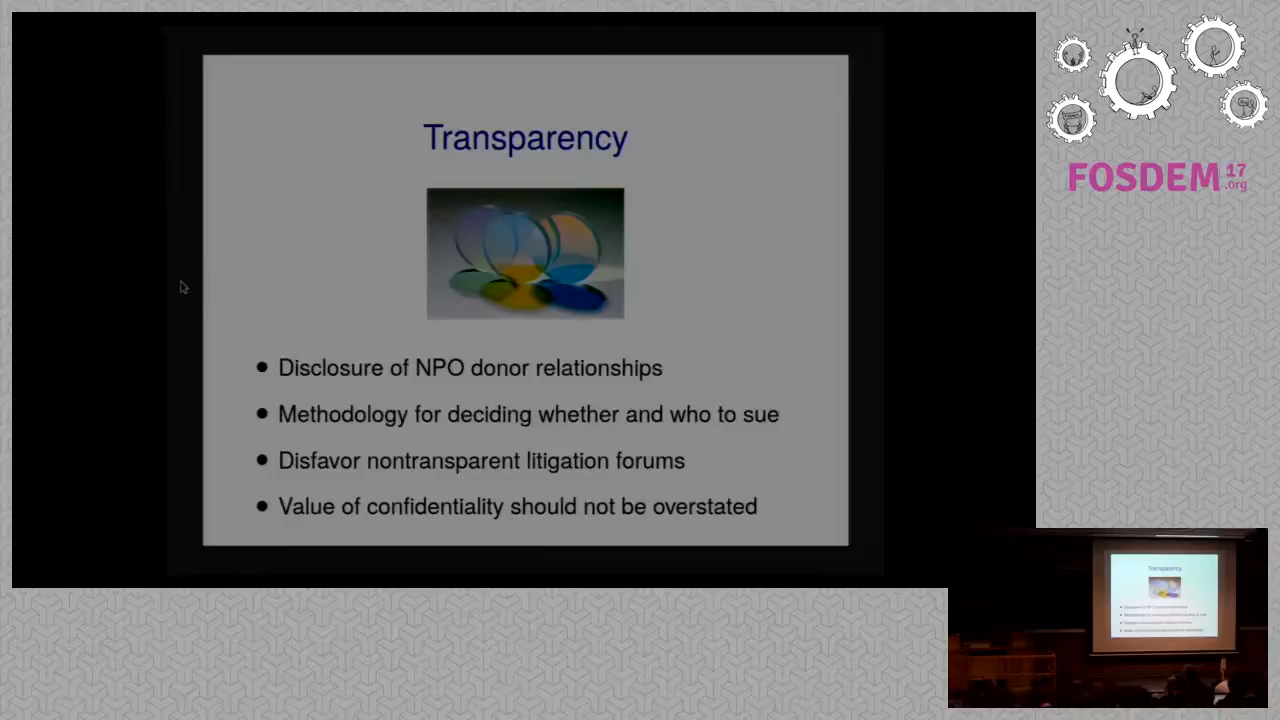 Transparency
• Disclosure of NPO donor relationships
• Methodology for deciding whether and who to sue
• Disfavor nontransparent litigation forums
• Value of confidentiality should not be overstated
FOSDEM 17 .org
Transparency